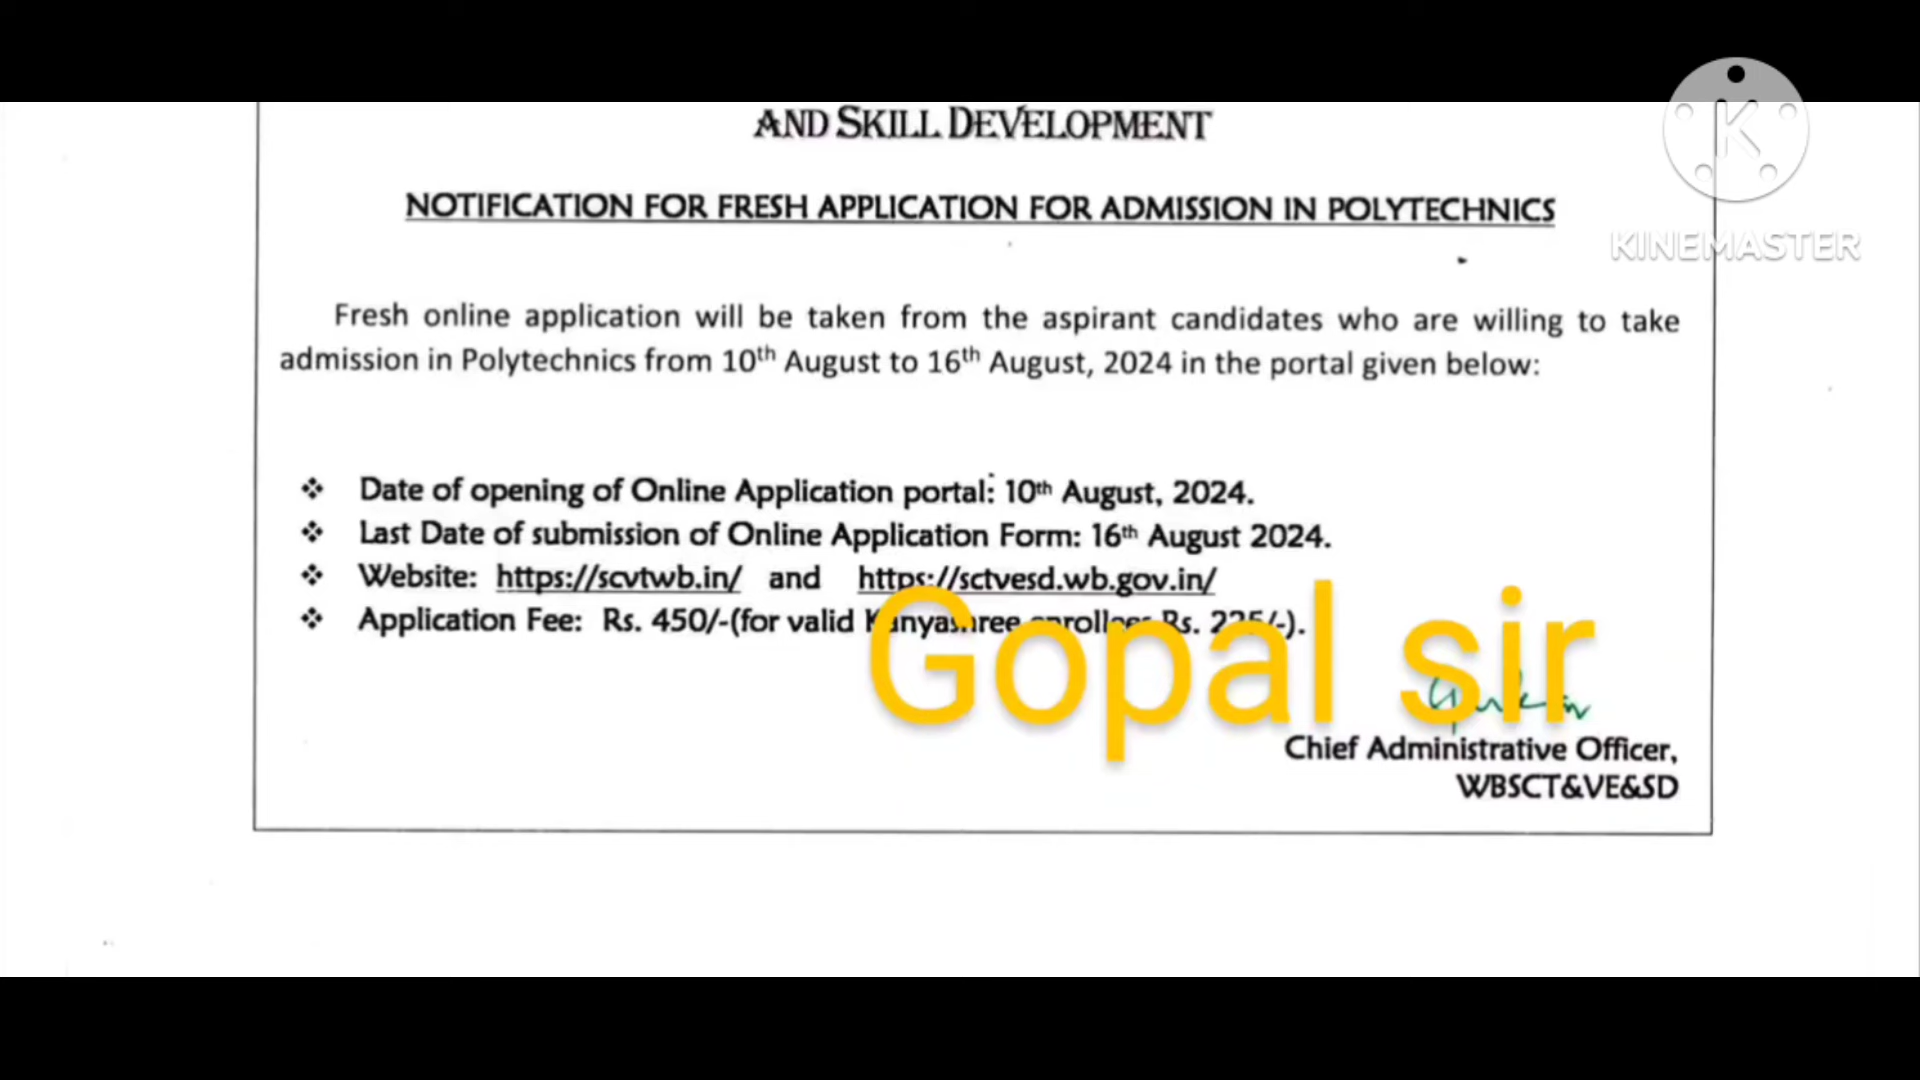 AND SKILL DEVELOPMENT
NOTIFICATION FOR FRESH APPLICATION FOR ADMISSION IN POLYTECHNICS
KINEMASTER
Fresh online application will be taken from the aspirant candidates who are willing to take
admission in Polytechnics from 10th August to 16th August, 2024 in the portal given below:
❖ Date of opening of Online Application portal: 10th August, 2024.
❖ Last Date of submission of Online Application Form: 16th August 2024.
❖ Website: https://scvtwb.in/ and https://sctvesd.wb.gov.in/
❖ Application Fee: Rs. 450/-(for valid Kanyashree enrollees Rs. 225/-).
Gopal sir
Chief Administrative Officer,
WBSCT&VE&SD